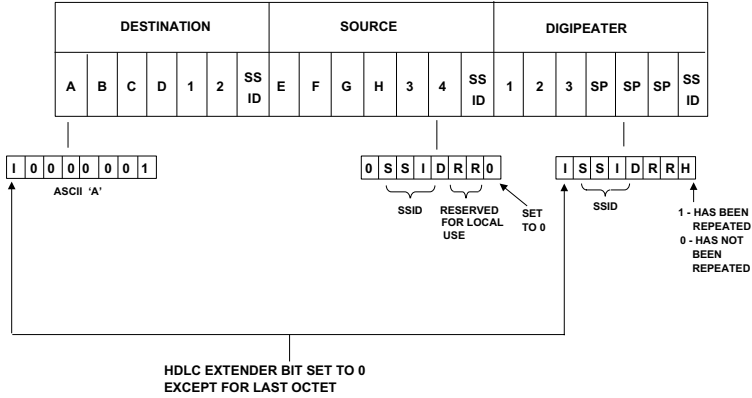 DESTINATION SOURCE DIGIPEATER
A B C D 1 2 SS ID E F G H 3 4 SS ID 1 2 3 SP SP SP SS ID
I 0 0 0 0 0 0 1
ASCII ‘A’
0 S S I D R R 0
SSID
RESERVED
FOR LOCAL
USE
SET
TO 0
I S S I D R R H
SSID
1 - HAS BEEN
REPEATED
0 - HAS NOT
BEEN
REPEATED
HDLC EXTENDER BIT SET TO 0
EXCEPT FOR LAST OCTET